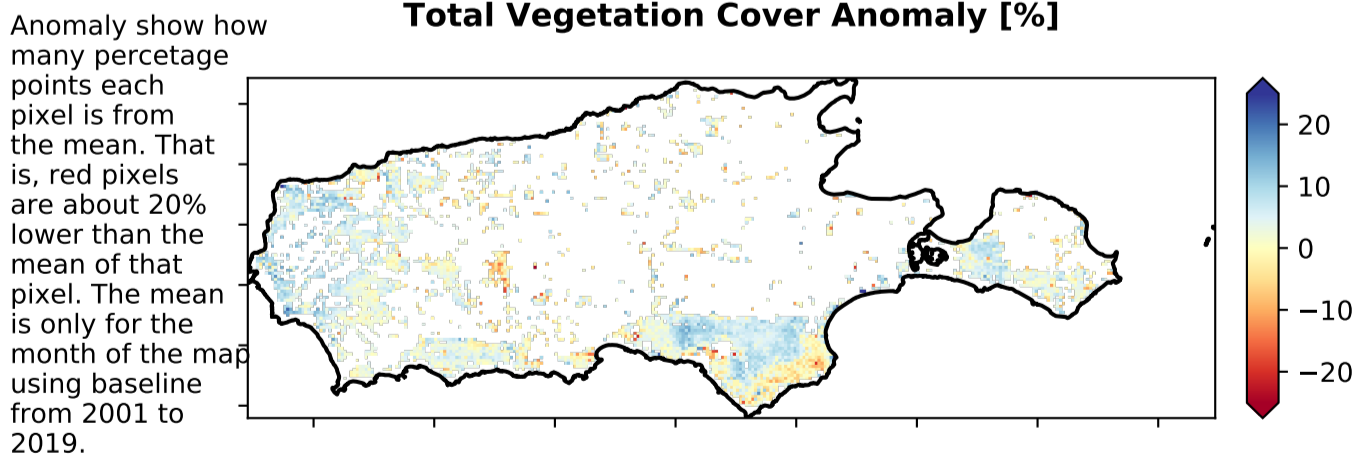 Total Vegetation Cover Anomaly [%]
Anomaly show how
many percetage
points each
pixel is from
the mean. That
is, red pixels
are about 20%
lower than the
mean of that
pixel. The mean
is only for the
month of the map
using baseline
from 2001 to
2019.
20
10
0
−10
−20